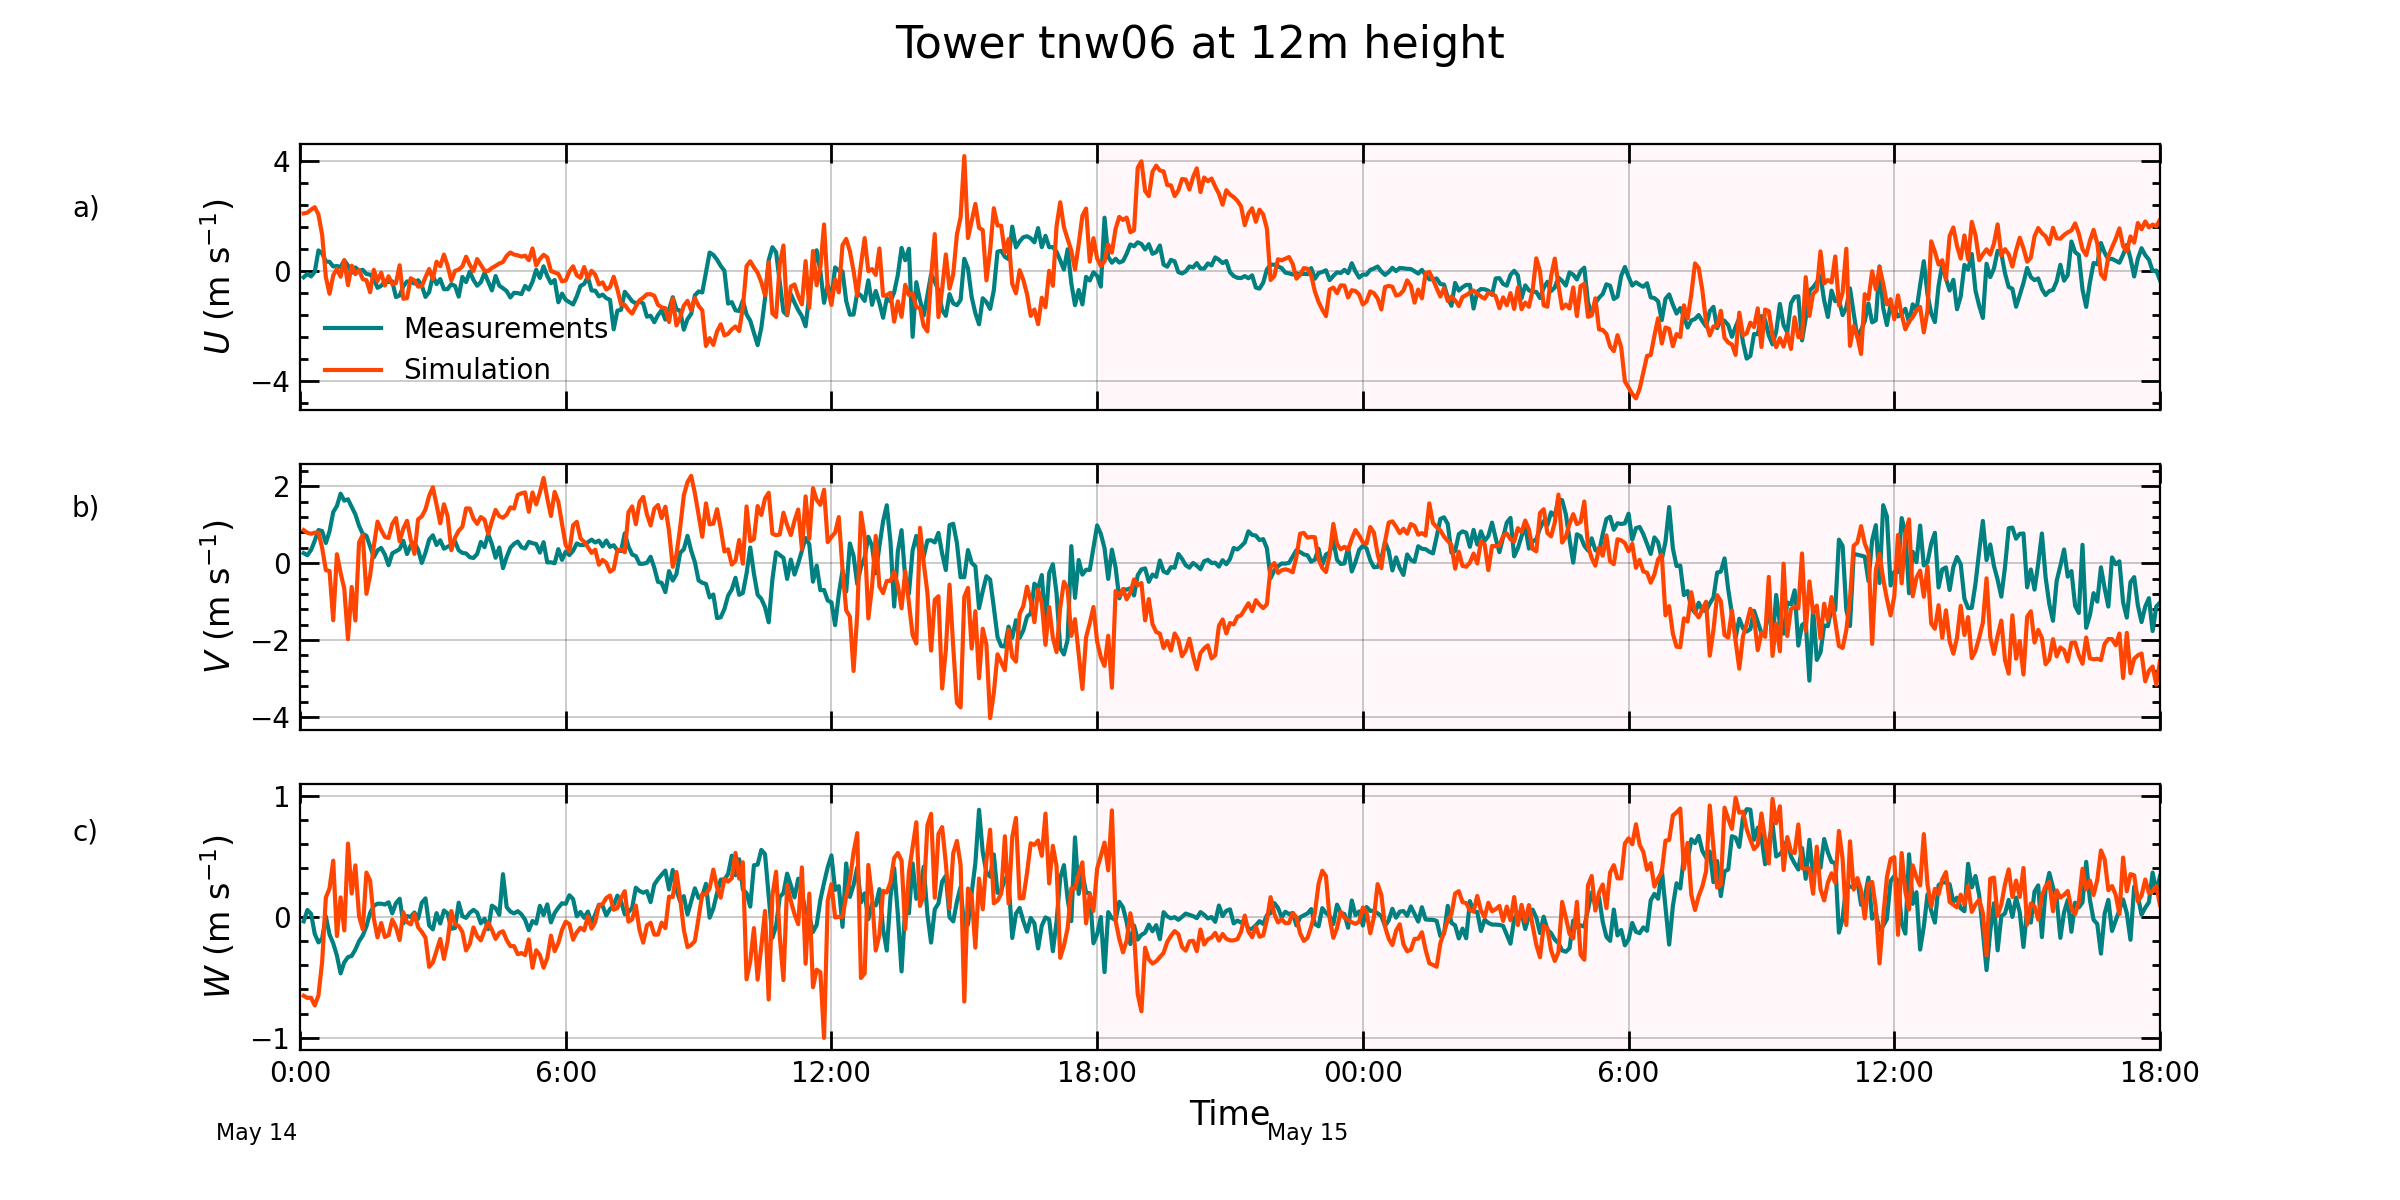 Tower tnw06 at 12m height
a)
U (m s⁻¹)
4
0
−4
Measurements
Simulation
b)
V (m s⁻¹)
2
0
−2
−4
c)
W (m s⁻¹)
1
0
−1
0:00 6:00 12:00 18:00 00:00 6:00 12:00 18:00
Time
May 14 May 15